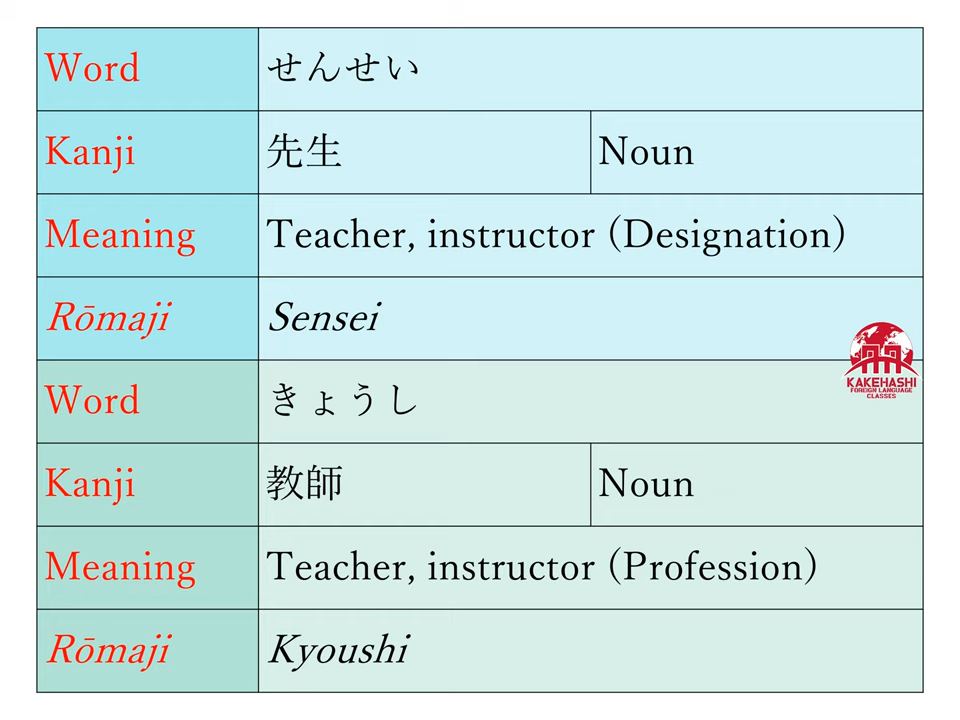 Word せんせい
Kanji 先生 Noun
Meaning Teacher, instructor (Designation)
Rōmaji Sensei
Word きょうし
Kanji 教師 Noun
Meaning Teacher, instructor (Profession)
Rōmaji Kyoushi
KAKEHASHI
FOREIGN LANGUAGE
CLASSES